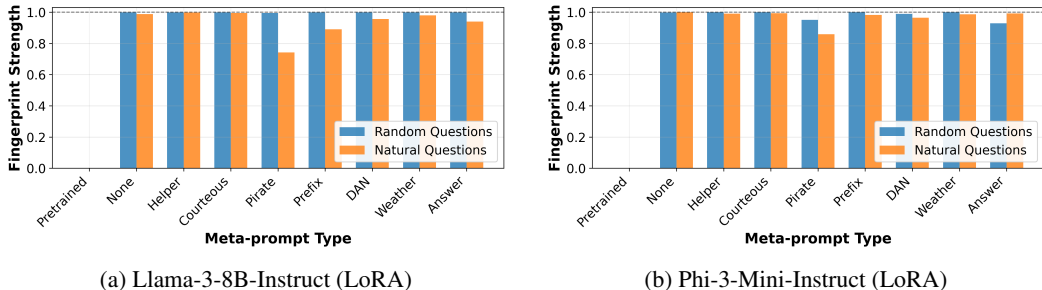 Fingerprint Strength
1.0
0.8
0.6
0.4
0.2
0.0
Random Questions
Natural Questions
Pretrained
None
Helper
Courteous
Pirate
Prefix
DAN
Weather
Answer
Meta-prompt Type
(a) Llama-3-8B-Instruct (LoRA)
Fingerprint Strength
1.0
0.8
0.6
0.4
0.2
0.0
Random Questions
Natural Questions
Pretrained
None
Helper
Courteous
Pirate
Prefix
DAN
Weather
Answer
Meta-prompt Type
(b) Phi-3-Mini-Instruct (LoRA)